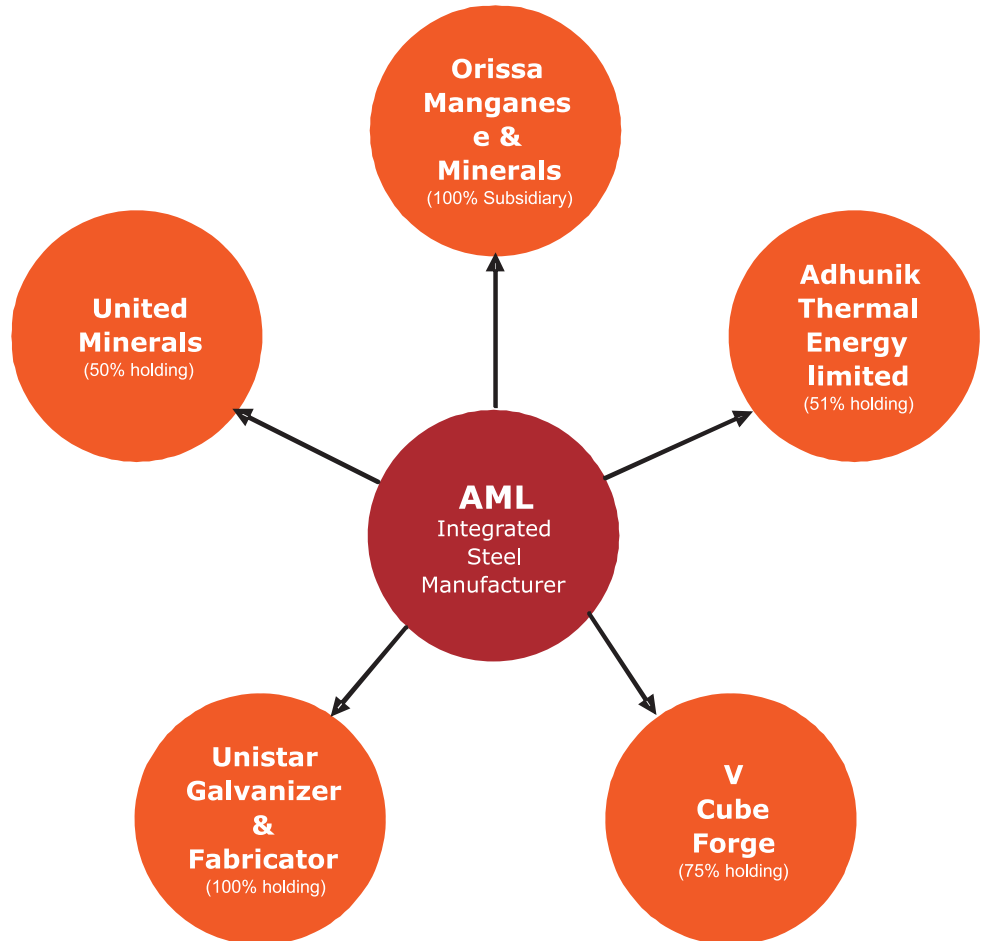 Orissa
Manganes
e &
Minerals
(100% Subsidiary)
United
Minerals
(50% holding)
Adhunik
Thermal
Energy
limited
(51% holding)
AML
Integrated
Steel
Manufacturer
Unistar
Galvanizer
&
Fabricator
(100% holding)
V
Cube
Forge
(75% holding)